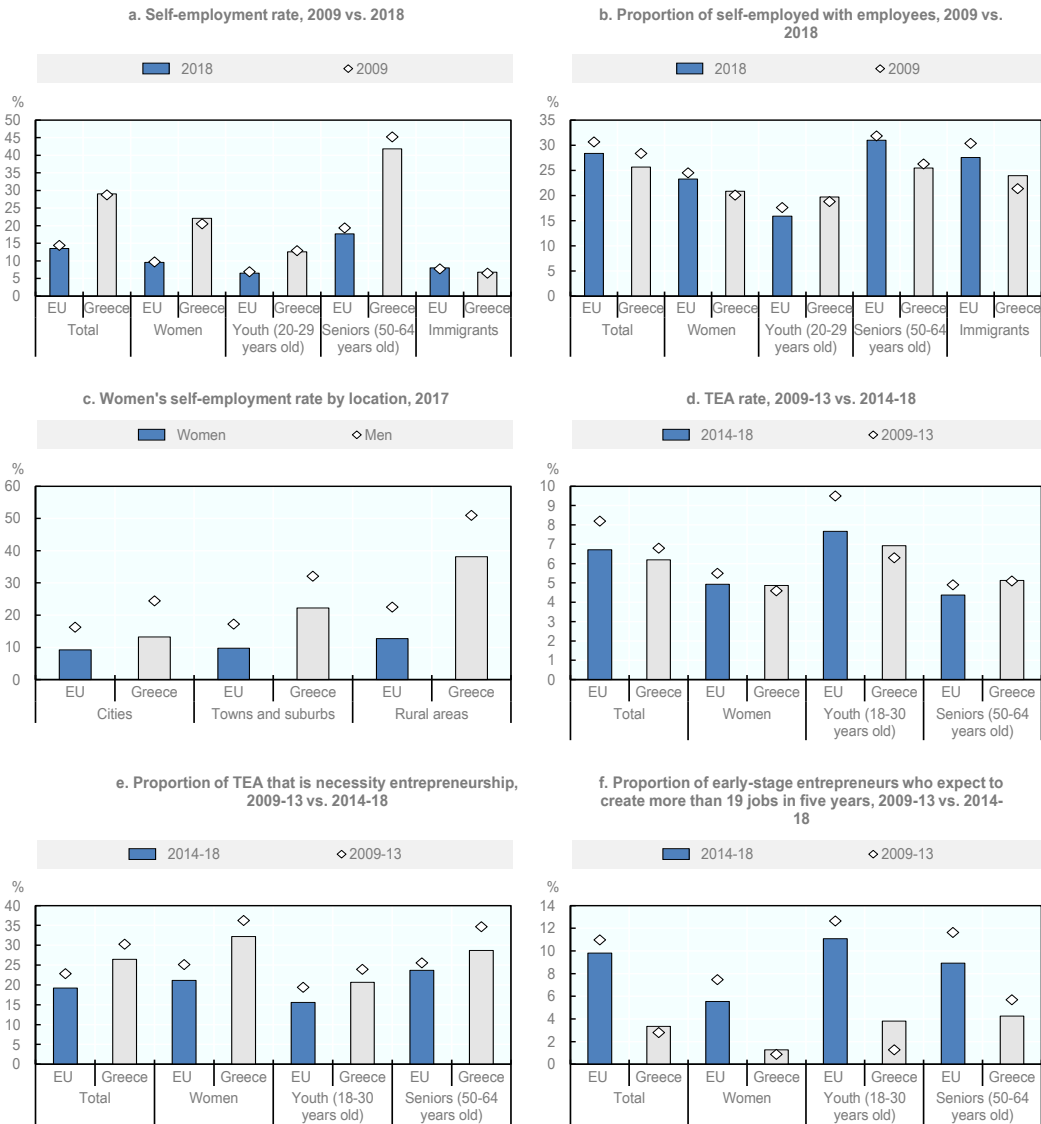 a. Self-employment rate, 2009 vs. 2018
2018 2009
%
50
45
40
35
30
25
20
15
10
5
0
EU Greece EU Greece EU Greece EU Greece EU Greece
Total Women Youth (20-29 Seniors (50-64 Immigrants
years old) years old)
b. Proportion of self-employed with employees, 2009 vs.
2018
2018 2009
%
35
30
25
20
15
10
5
0
EU Greece EU Greece EU Greece EU Greece EU Greece
Total Women Youth (20-29 Seniors (50-64 Immigrants
years old) years old)
c. Women's self-employment rate by location, 2017
Women Men
%
60
50
40
30
20
10
0
EU Greece EU Greece EU Greece
Cities Towns and suburbs Rural areas
d. TEA rate, 2009-13 vs. 2014-18
2014-18 2009-13
%
10
9
8
7
6
5
4
3
2
1
0
EU Greece EU Greece EU Greece EU Greece
Total Women Youth (18-30 Seniors (50-64
years old) years old)
e. Proportion of TEA that is necessity entrepreneurship,
2009-13 vs. 2014-18
2014-18 2009-13
%
40
35
30
25
20
15
10
5
0
EU Greece EU Greece EU Greece EU Greece
Total Women Youth (18-30 Seniors (50-64
years old) years old)
f. Proportion of early-stage entrepreneurs who expect to
create more than 19 jobs in five years, 2009-13 vs. 2014-
18
2014-18 2009-13
%
14
12
10
8
6
4
2
0
EU Greece EU Greece EU Greece EU Greece
Total Women Youth (18-30 Seniors (50-64
years old) years old)